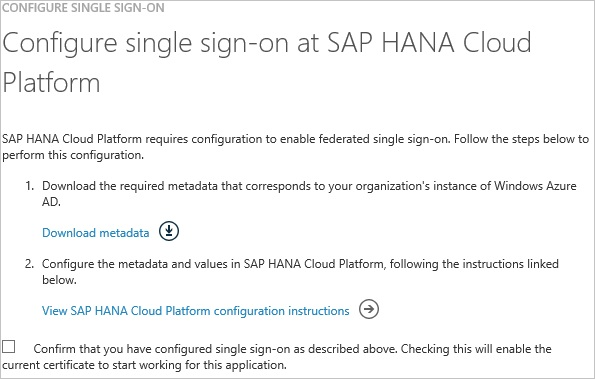 CONFIGURE SINGLE SIGN-ON
Configure single sign-on at SAP HANA Cloud
Platform
SAP HANA Cloud Platform requires configuration to enable federated single sign-on. Follow the steps below to
perform this configuration.
1. Download the required metadata that corresponds to your organization's instance of Windows Azure
AD.
Download metadata
2. Configure the metadata and values in SAP HANA Cloud Platform, following the instructions linked
below.
View SAP HANA Cloud Platform configuration instructions
Confirm that you have configured single sign-on as described above. Checking this will enable the
current certificate to start working for this application.